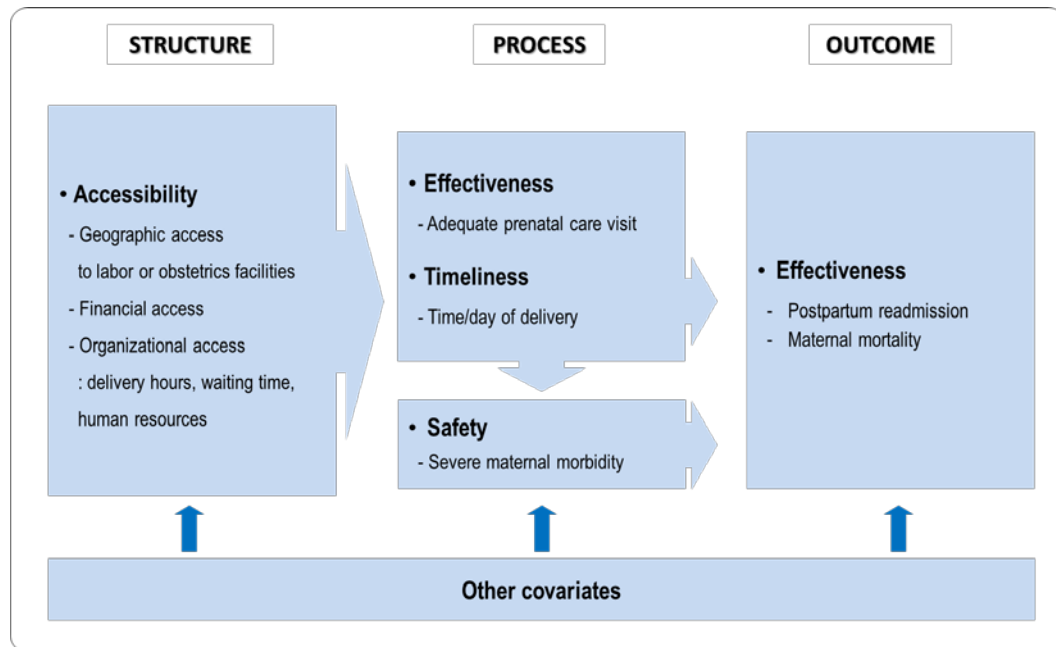 STRUCTURE
PROCESS
OUTCOME
• Accessibility
- Geographic access
to labor or obstetrics facilities
- Financial access
- Organizational access
: delivery hours, waiting time,
human resources
• Effectiveness
- Adequate prenatal care visit
• Timeliness
- Time/day of delivery
• Safety
- Severe maternal morbidity
• Effectiveness
- Postpartum readmission
- Maternal mortality
Other covariates